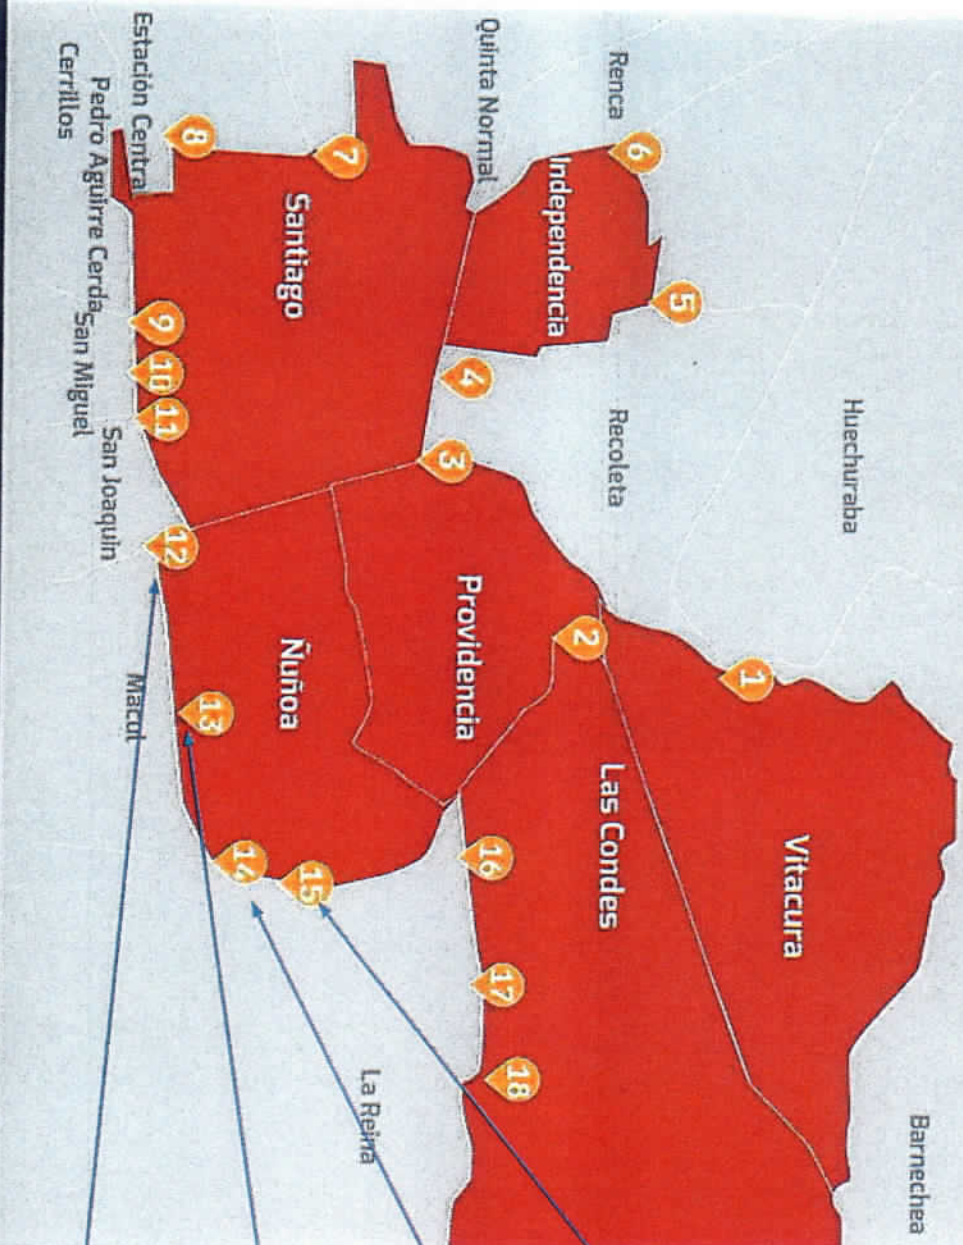 Huechuraba
Barnechea
Renca
Recoleta
Quinta Normal
Independencia
Vitacura
Las Condes
Providencia
Santiago
Ñuñoa
La Reina
Estación Central
Cerrillos
Pedro Aguirre Cerda
San Miguel
San Joaquin
Macul
1
2
3
4
5
6
7
8
9
10
11
12
13
14
15
16
17
18